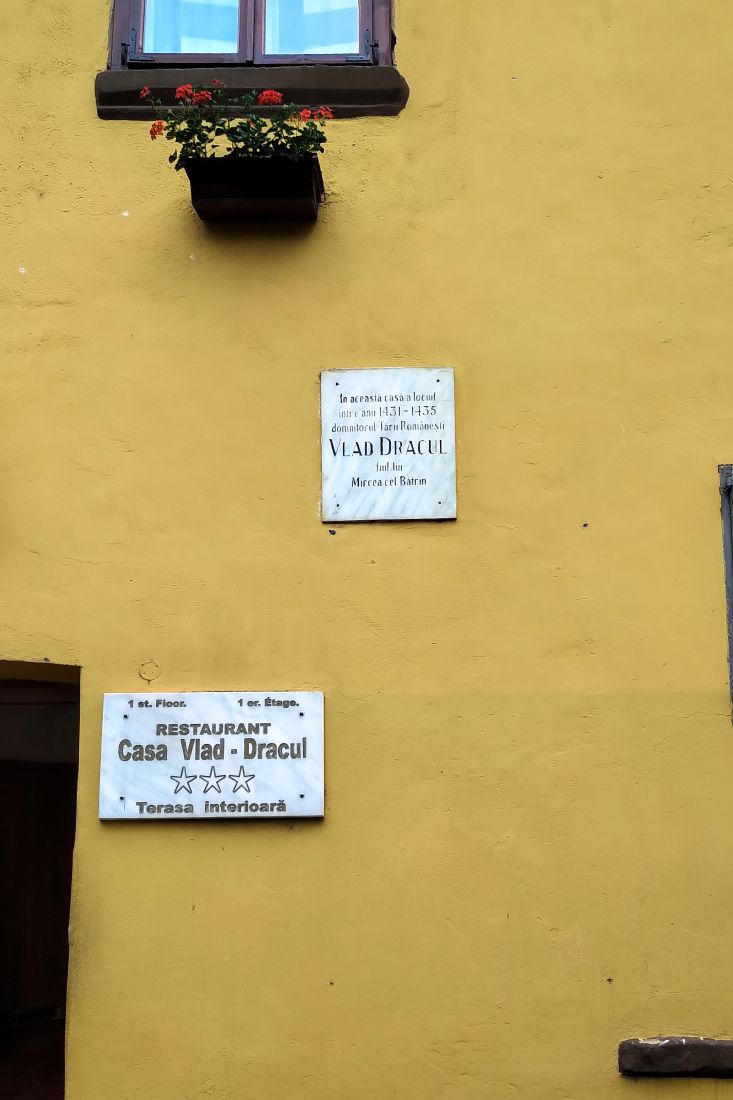 In această casă a locuit
între anii 1431-1435
domnitorul Țării Românești
VLAD DRACUL
fiul lui
Mircea cel Bătrîn
1 st. Floor. 1 er. Étage.
RESTAURANT
Casa Vlad - Dracul
Terasa interioară